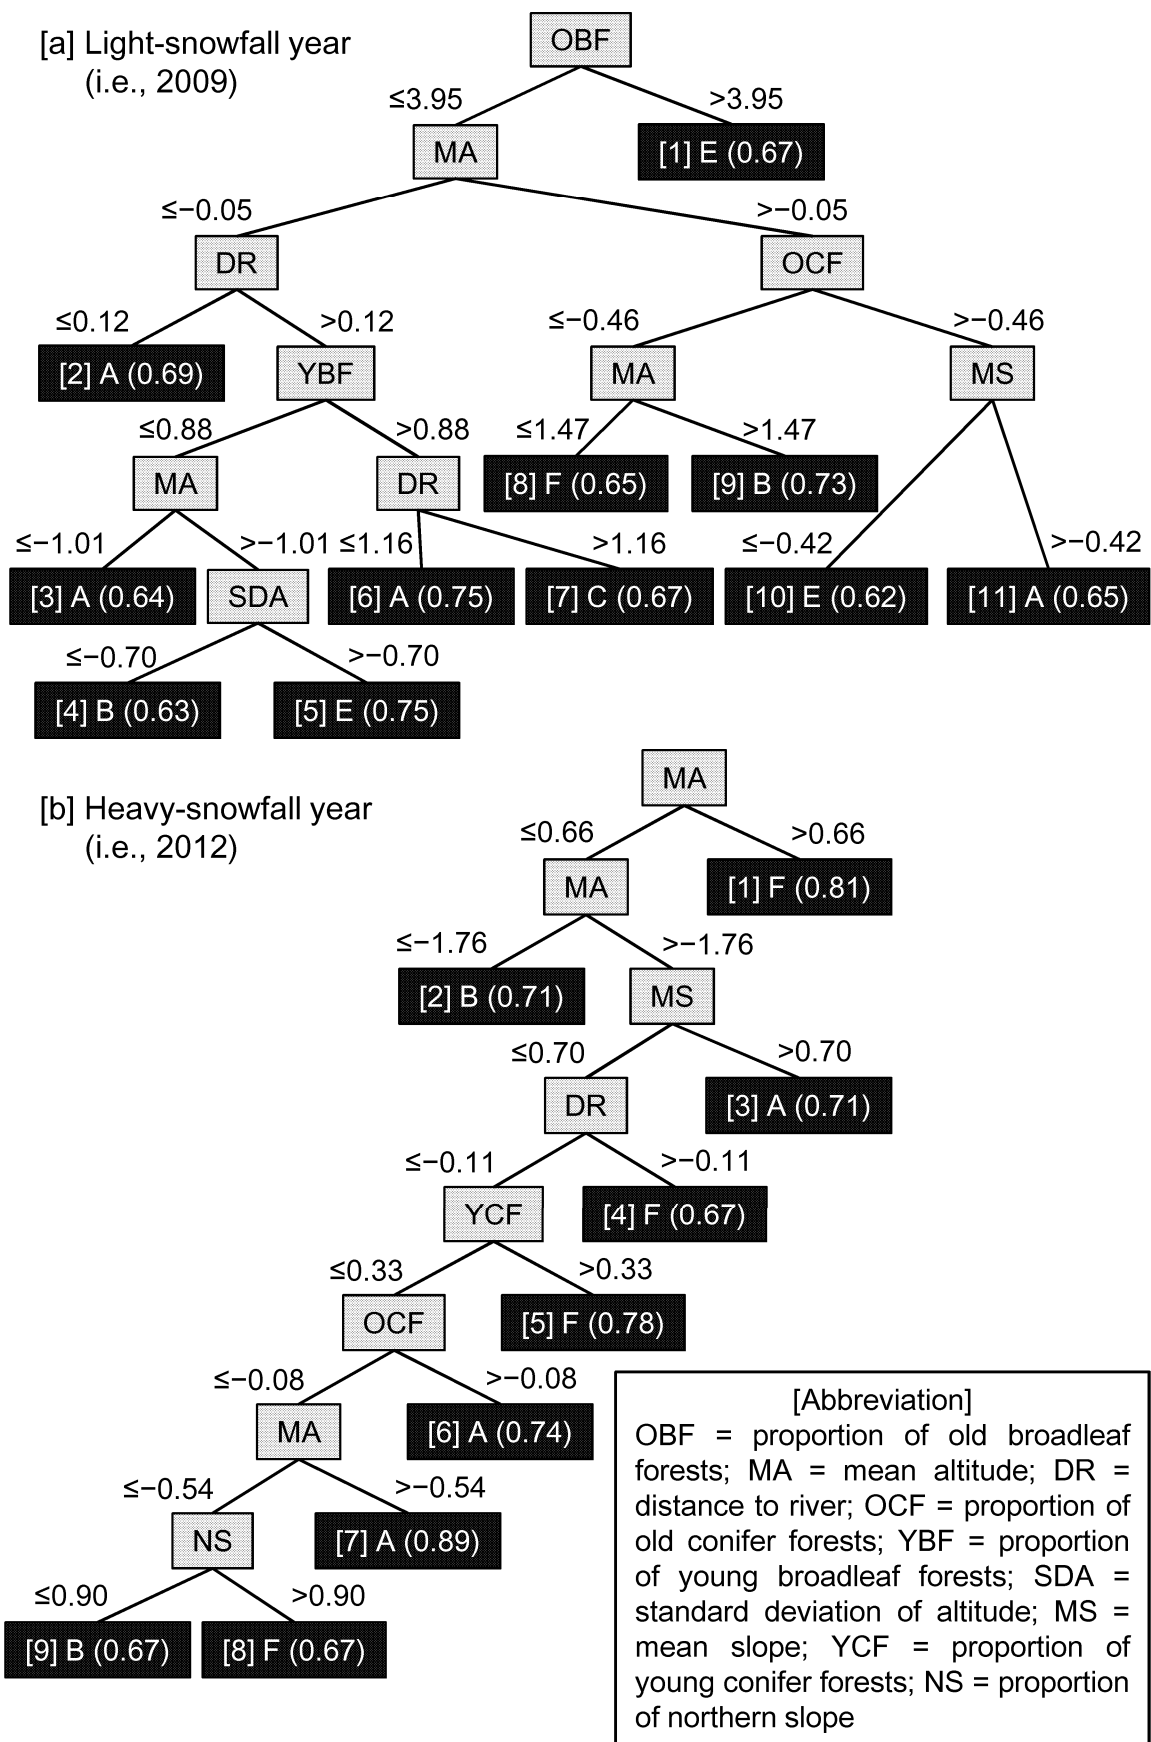 [a] Light-snowfall year
(i.e., 2009)
OBF
≤3.95
>3.95
MA
[1] E (0.67)
≤−0.05
>−0.05
DR
OCF
≤0.12
>0.12
≤−0.46
>−0.46
[2] A (0.69)
YBF
MA
MS
≤0.88
>0.88
≤1.47
>1.47
MA
DR
[8] F (0.65)
[9] B (0.73)
≤−1.01
>−1.01
≤1.16
>1.16
≤−0.42
>−0.42
[3] A (0.64)
SDA
[6] A (0.75)
[7] C (0.67)
[10] E (0.62)
[11] A (0.65)
≤−0.70
>−0.70
[4] B (0.63)
[5] E (0.75)
[b] Heavy-snowfall year
(i.e., 2012)
MA
≤0.66
>0.66
MA
[1] F (0.81)
≤−1.76
>−1.76
[2] B (0.71)
MS
≤0.70
>0.70
DR
[3] A (0.71)
≤−0.11
>−0.11
YCF
[4] F (0.67)
≤0.33
>0.33
OCF
[5] F (0.78)
≤−0.08
>−0.08
MA
[6] A (0.74)
≤−0.54
>−0.54
NS
[7] A (0.89)
≤0.90
>0.90
[9] B (0.67)
[8] F (0.67)
[Abbreviation]
OBF = proportion of old broadleaf
forests; MA = mean altitude; DR =
distance to river; OCF = proportion of
old conifer forests; YBF = proportion
of young broadleaf forests; SDA =
standard deviation of altitude; MS =
mean slope; YCF = proportion of
young conifer forests; NS = proportion
of northern slope